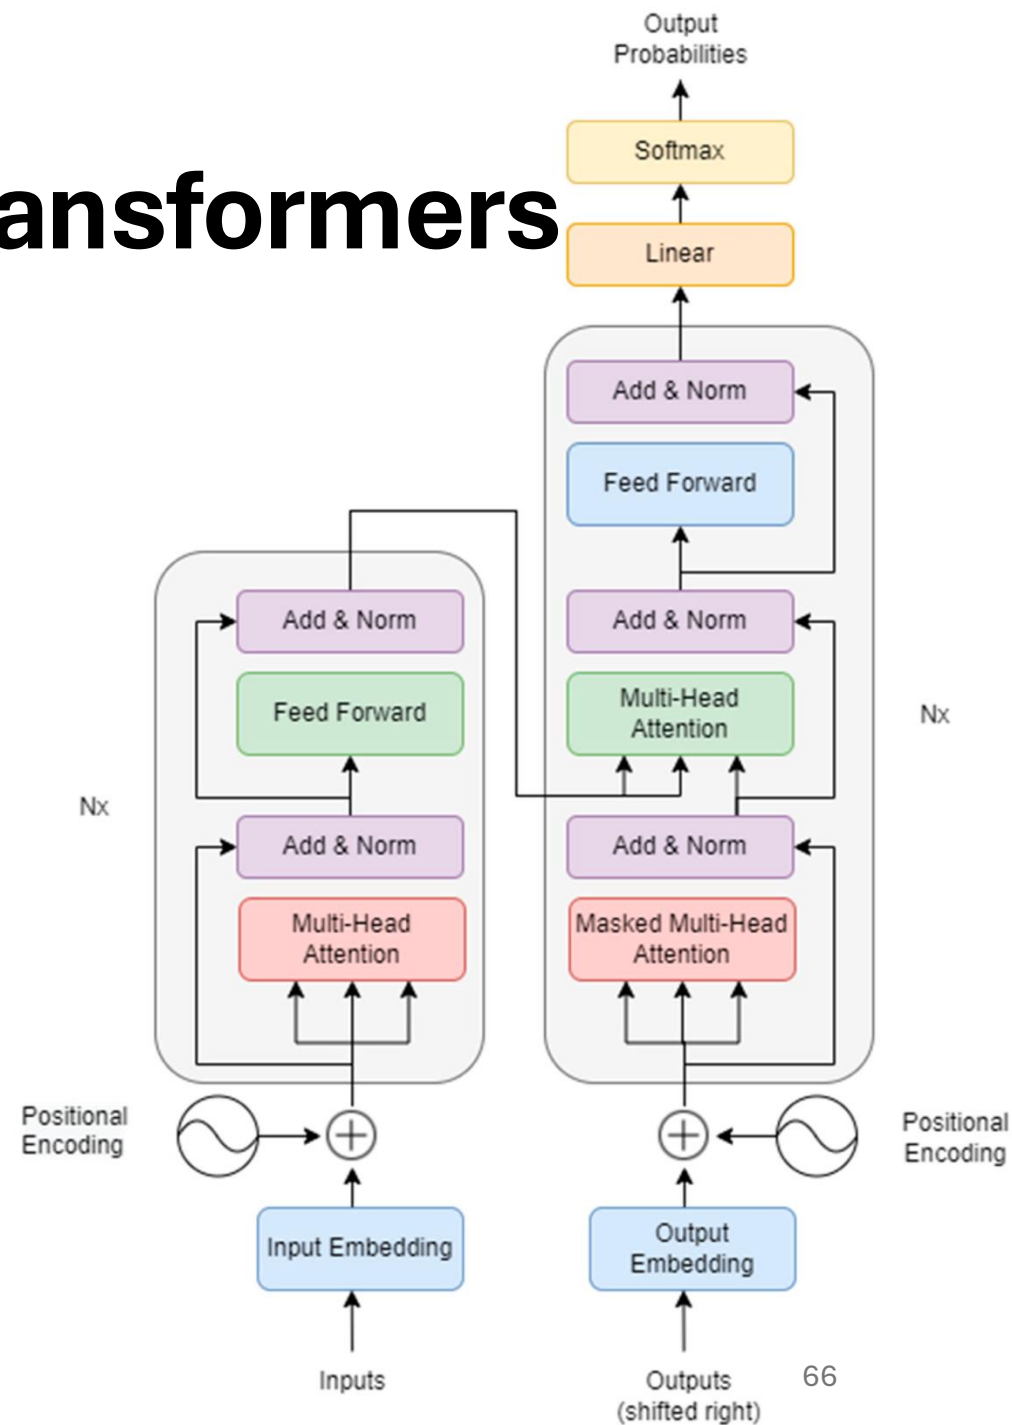 Output
Probabilities
Softmax
ansformers
Linear
Add & Norm
Feed Forward
Add & Norm
Multi-Head
Attention
Nx
Add & Norm
Masked Multi-Head
Attention
Add & Norm
Feed Forward
Nx
Add & Norm
Multi-Head
Attention
Positional
Encoding
Positional
Encoding
Input Embedding
Output
Embedding
Inputs
Outputs
(shifted right)
66